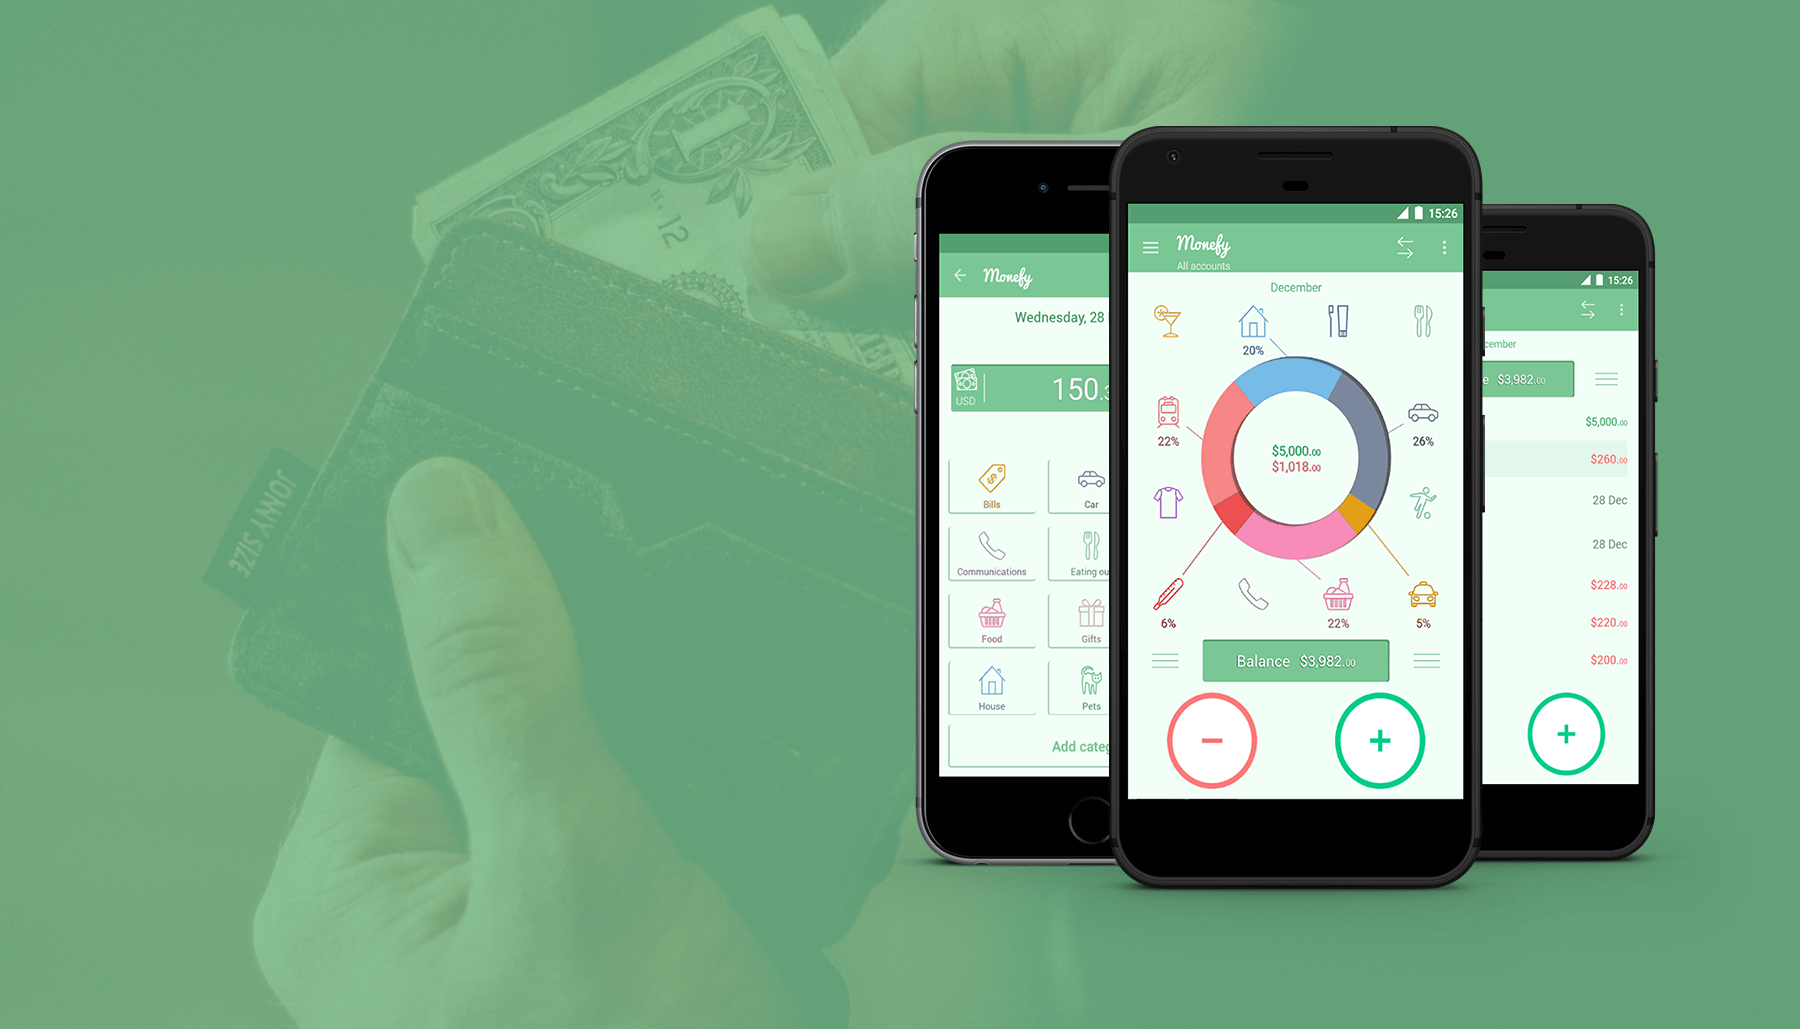 1
H 12
JONY SIZE
Monefy
Wednesday, 28
USD
150.
Bills
Car
Communications
Eating ou
Food
Gifts
House
Pets
Add categ
15:26
Monefy
All accounts
December
20%
22%
26%
$5,000.00
$1,018.00
6%
22%
5%
Balance $3,982.00
15:26
cember
e $3,982.00
$5,000.00
$260.00
28 Dec
28 Dec
$228.00
$220.00
$200.00